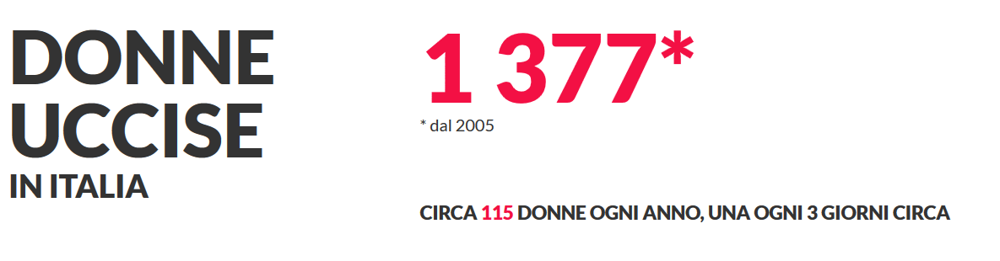 DONNE
UCCISE
IN ITALIA
1 377*
* dal 2005
CIRCA 115 DONNE OGNI ANNO, UNA OGNI 3 GIORNI CIRCA